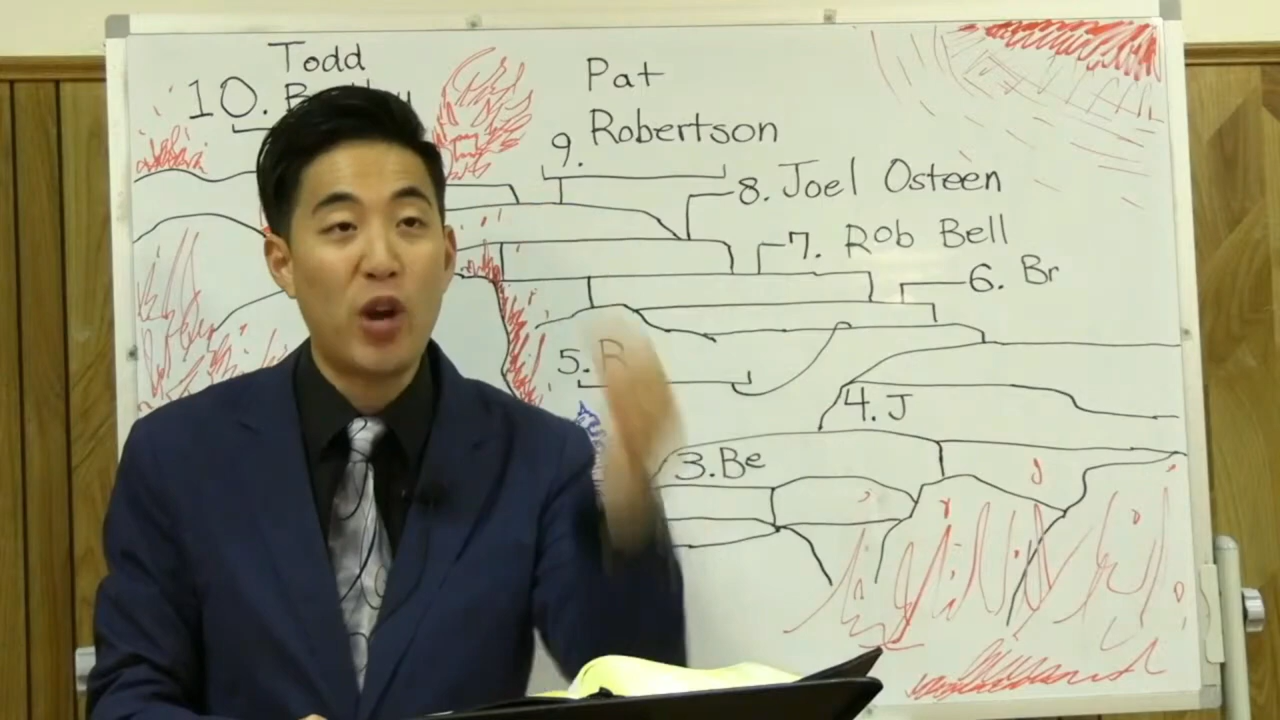 Todd
10.
Pat
9. Robertson
8. Joel Osteen
7. Rob Bell
6. Br
5. R
4. J
3. Be